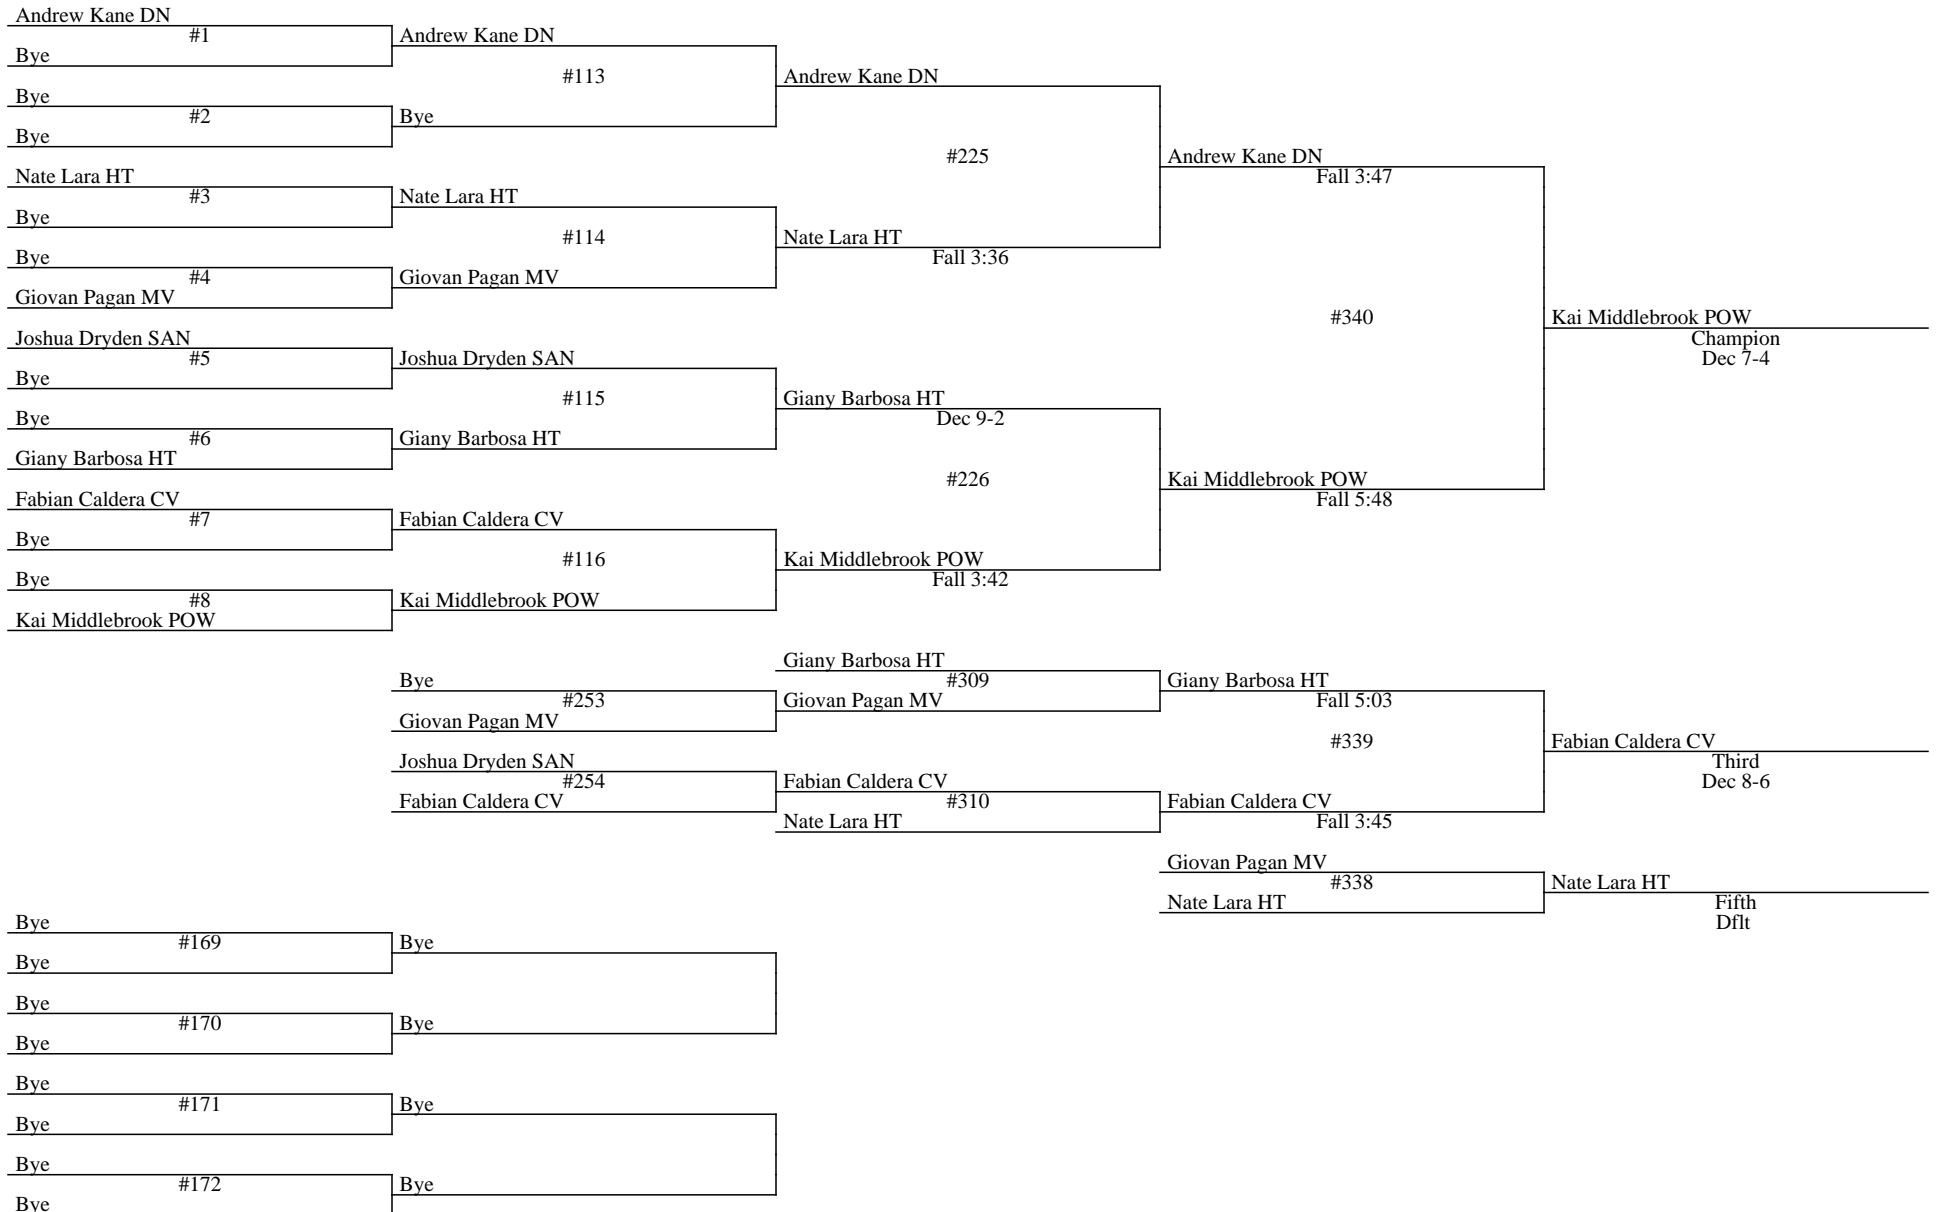 Andrew Kane DN
#1
Bye
Andrew Kane DN
#113
Bye
#2
Bye
Bye
Andrew Kane DN
#225
Nate Lara HT
#3
Bye
Nate Lara HT
#114
Bye
#4
Giovan Pagan MV
Giovan Pagan MV
Nate Lara HT
Fall 3:36
Andrew Kane DN
Fall 3:47
#340
Joshua Dryden SAN
#5
Bye
Joshua Dryden SAN
#115
Bye
#6
Giany Barbosa HT
Giany Barbosa HT
Giany Barbosa HT
Dec 9-2
#226
Fabian Caldera CV
#7
Bye
Fabian Caldera CV
#116
Bye
#8
Kai Middlebrook POW
Kai Middlebrook POW
Kai Middlebrook POW
Fall 3:42
Kai Middlebrook POW
Fall 5:48
Kai Middlebrook POW
Champion
Dec 7-4
Bye
#253
Giovan Pagan MV
Giany Barbosa HT
#309
Giovan Pagan MV
Giany Barbosa HT
Fall 5:03
#339
Joshua Dryden SAN
#254
Fabian Caldera CV
Fabian Caldera CV
#310
Nate Lara HT
Fabian Caldera CV
Fall 3:45
Fabian Caldera CV
Third
Dec 8-6
Giovan Pagan MV
#338
Nate Lara HT
Nate Lara HT
Fifth
Dflt
Bye
#169
Bye
Bye
Bye
#170
Bye
Bye
Bye
#171
Bye
Bye
Bye
#172
Bye
Bye